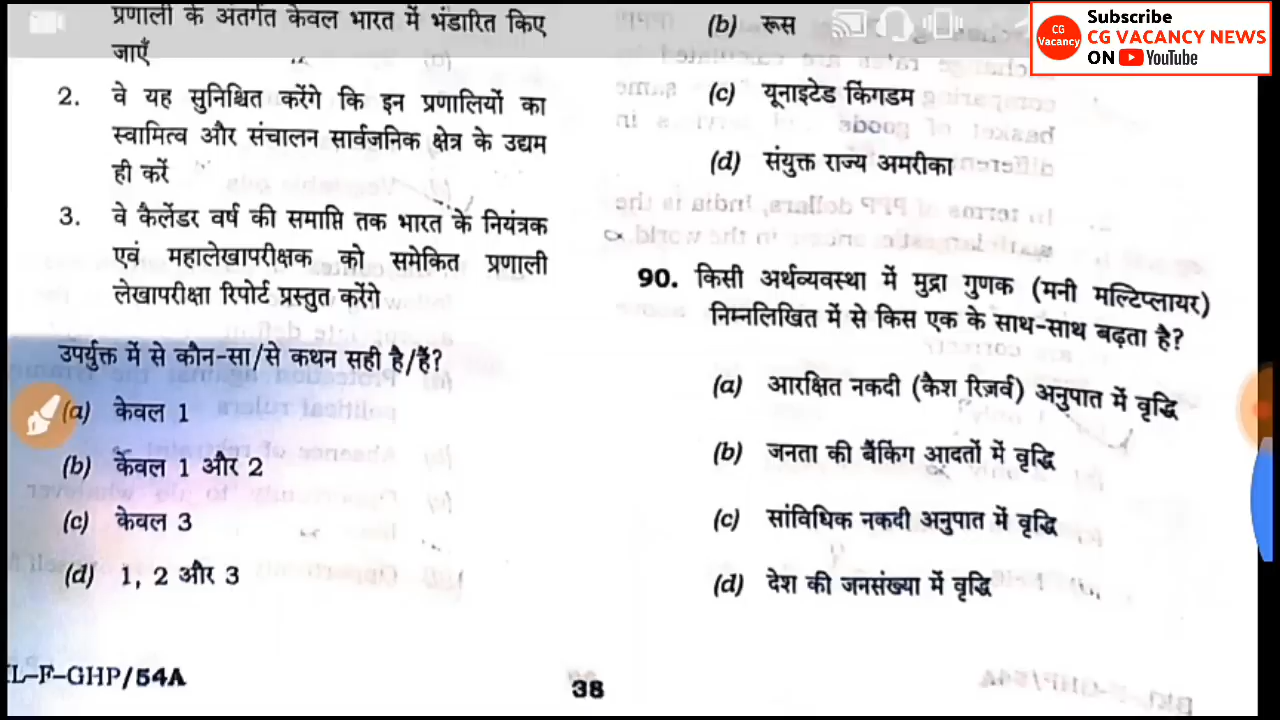 प्रणाली के अंतर्गत केवल भारत में भंडारित किए
जाएँ
2. वे यह सुनिश्चित करेंगे कि इन प्रणालियों का
स्वामित्व और संचालन सार्वजनिक क्षेत्र के उद्यम
ही करें
3. वे कैलेंडर वर्ष की समाप्ति तक भारत के नियंत्रक
एवं महालेखापरीक्षक को समेकित प्रणाली
लेखापरीक्षा रिपोर्ट प्रस्तुत करेंगे
उपर्युक्त में से कौन-सा/से कथन सही है/हैं?
(a) केवल 1
(b) केवल 1 और 2
(c) केवल 3
(d) 1, 2 और 3
L-F-GHP/54A
38
(b) रूस
(c) यूनाइटेड किंगडम
(d) संयुक्त राज्य अमरीका
90. किसी अर्थव्यवस्था में मुद्रा गुणक (मनी मल्टिप्लायर)
निम्नलिखित में से किस एक के साथ-साथ बढ़ता है?
(a) आरक्षित नकदी (कैश रिज़र्व) अनुपात में वृद्धि
(b) जनता की बैंकिंग आदतों में वृद्धि
(c) सांविधिक नकदी अनुपात में वृद्धि
(d) देश की जनसंख्या में वृद्धि
CG
Vacancy
Subscribe
CG VACANCY NEWS
ON YouTube